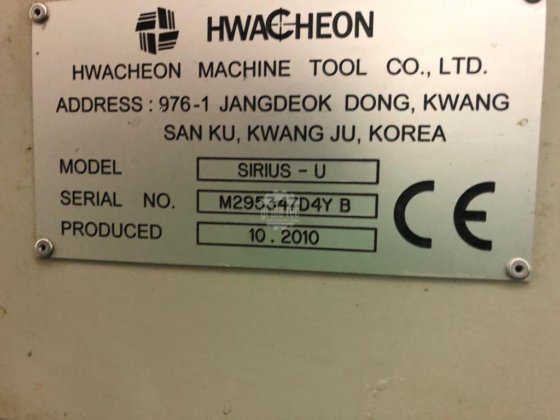 HWACHEON
HWACHEON MACHINE TOOL CO., LTD.
ADDRESS : 976-1 JANGDEOK DONG, KWANG
SAN KU, KWANG JU, KOREA
MODEL SIRIUS - U
SERIAL NO. M295347D4Y B
PRODUCED 10 . 2010
CE